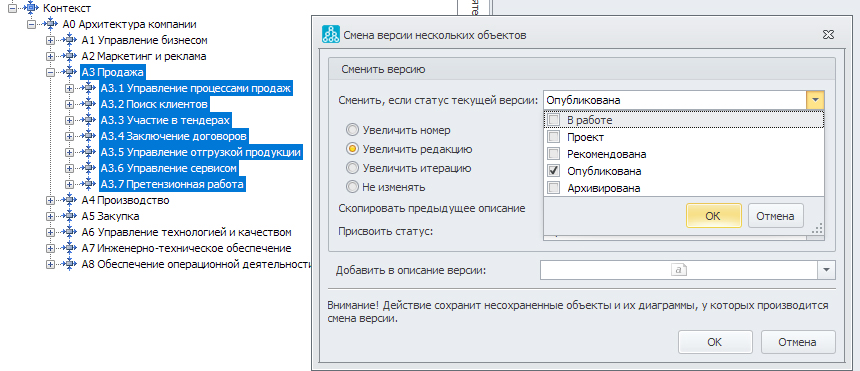 Контекст
A0 Архитектура компании
A1 Управление бизнесом
A2 Маркетинг и реклама
A3 Продажа
A3.1 Управление процессами продаж
A3.2 Поиск клиентов
A3.3 Участие в тендерах
A3.4 Заключение договоров
A3.5 Управление отгрузкой продукции
A3.6 Управление сервисом
A3.7 Претензионная работа
A4 Производство
A5 Закупка
A6 Управление технологией и качеством
A7 Инженерно-техническое обеспечение
A8 Обеспечение операционной деятельности
Смена версии нескольких объектов
Сменить версию
Сменить, если статус текущей версии: Опубликована
В работе
Проект
Рекомендована
Опубликована
Архивирована
OK Отмена
Увеличить номер
Увеличить редакцию
Увеличить итерацию
Не изменять
Скопировать предыдущее описание
Присвоить статус:
Добавить в описание версии:
a
Внимание! Действие сохранит несохраненные объекты и их диаграммы, у которых производится
смена версии.
OK Отмена